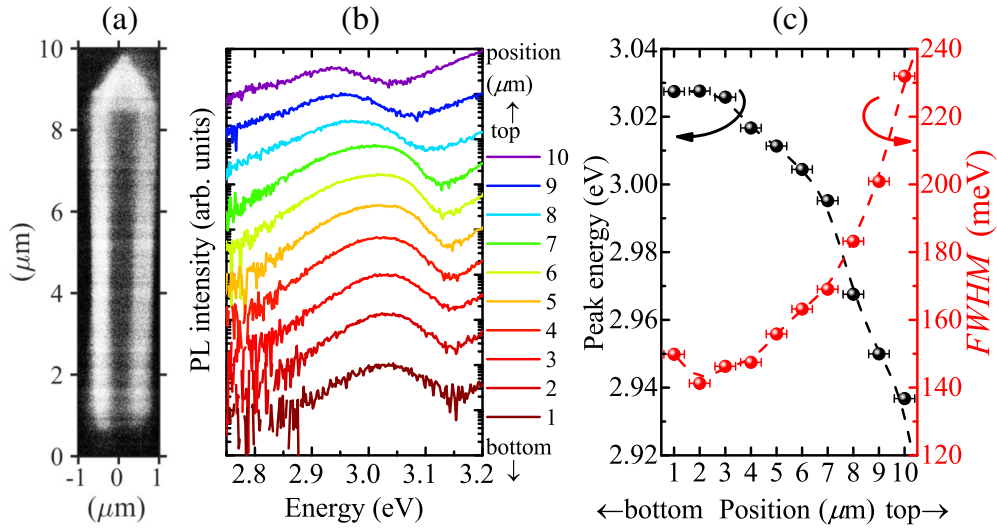 (a)
10
8
6
4
2
0
(μm)
-1 0 1
(μm)
(b)
PL intensity (arb. units)
position
(μm) ↑
top
10
9
8
7
6
5
4
3
2
1
bottom
↓
2.8 2.9 3.0 3.1 3.2
Energy (eV)
(c)
3.04
3.02
3.00
2.98
2.96
2.94
2.92
Peak energy (eV)
240
220
200
180
160
140
120
FWHM (meV)
1 2 3 4 5 6 7 8 9 10
←bottom Position (μm) top→